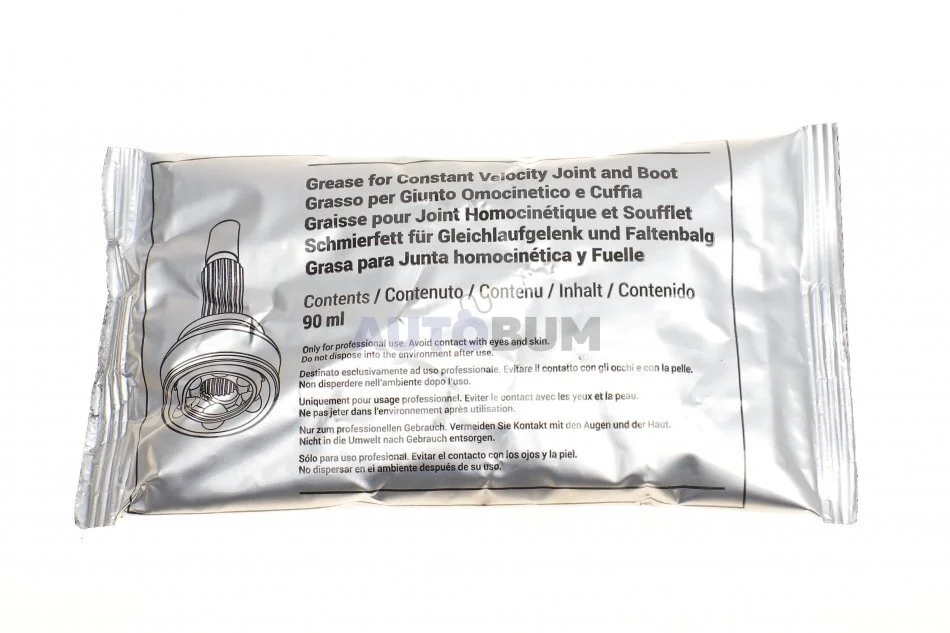 Grease for Constant Velocity Joint and Boot
Grasso per Giunto Omocinetico e Cuffia
Graisse pour Joint Homocinétique et Soufflet
Schmierfett für Gleichlaufgelenk und Faltenbalg
Grasa para Junta homocinética y Fuelle
Contents / Contenuto / Contenu / Inhalt / Contenido
90 ml
AUTOBUM
Only for professional use. Avoid contact with eyes and skin.
Do not dispose into the environment after use.
Destinato esclusivamente ad uso professionale. Evitare il contatto con gli occhi e con la pelle.
Non disperdere nell'ambiente dopo l'uso.
Uniquement pour usage professionnel. Eviter le contact avec les yeux et la peau.
Ne pas jeter dans l'environnement après utilisation.
Nur zum professionellen Gebrauch. Vermeiden Sie Kontakt mit den Augen und der Haut.
Nicht in die Umwelt nach Gebrauch entsorgen.
Sólo para uso profesional. Evitar el contacto con los ojos y la piel.
No dispersar en el ambiente después de su uso.